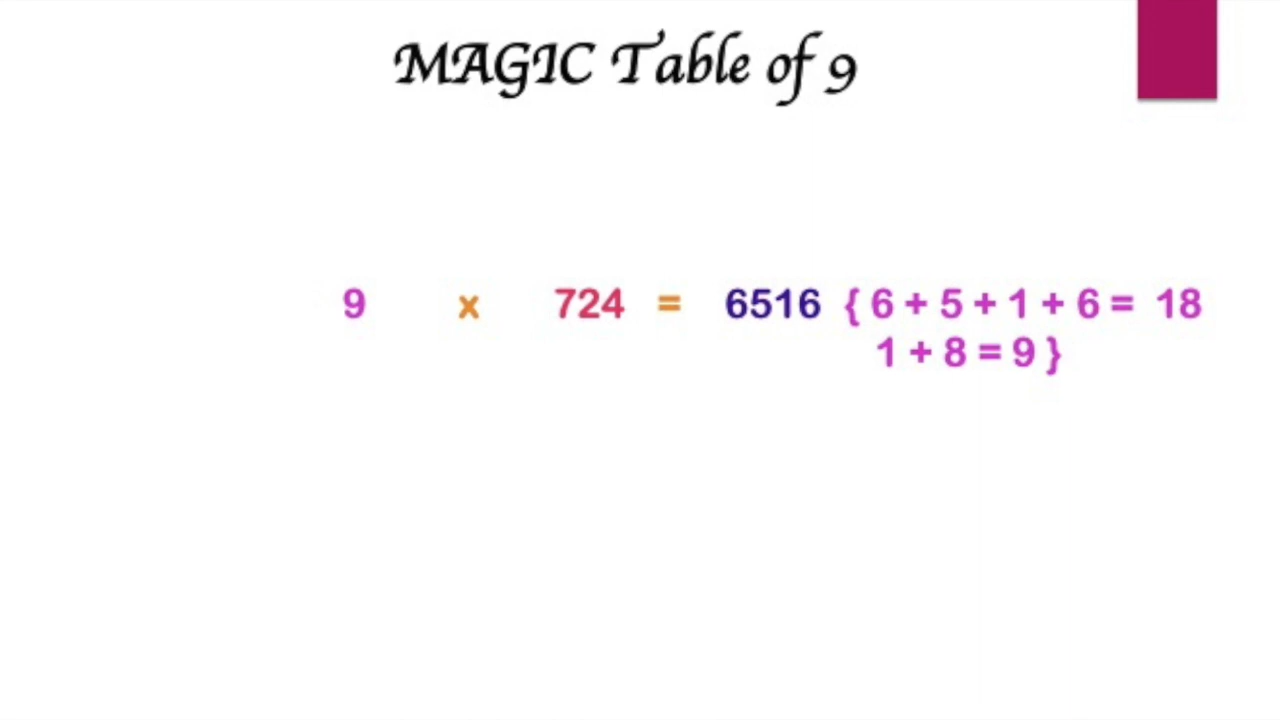 MAGIC Table of 9
9 x 724 = 6516 { 6 + 5 + 1 + 6 = 18
1 + 8 = 9 }